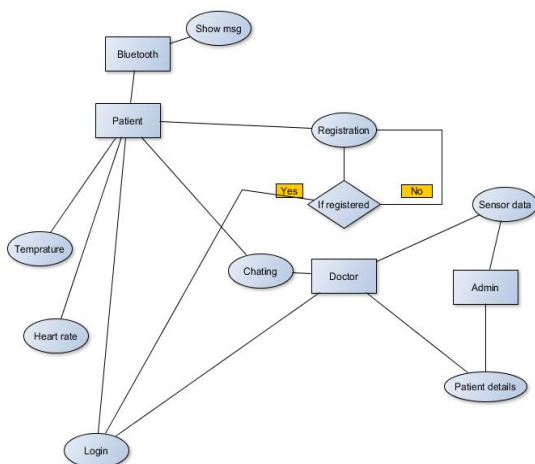 Show msg
Bluetooth
Patient
Registration
Yes
No
If registered
Sensor data
Temprature
Chating
Doctor
Admin
Heart rate
Patient details
Login